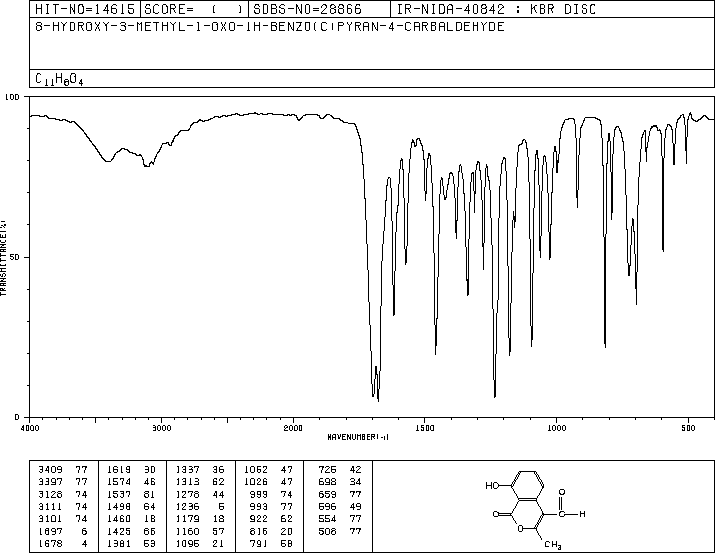 HIT-NO=14615 SCORE= ( ) SDBS-NO=28866 IR-NIDA-40842 : KBR DISC
8-HYDROXY-3-METHYL-1-OXO-1H-BENZO(C)PYRAN-4-CARBALDEHYDE
C11H8O4
100
50
0
TRANSMITTANCE(%)
4000 3000 2000 1500 1000 500
WAVENUMBER(-1)
3409 77 1619 30 1337 36 1062 47 726 42
3397 77 1574 46 1313 62 1026 47 698 34
3128 74 1537 81 1278 44 999 74 659 77
3111 74 1498 64 1236 6 993 77 596 49
3101 74 1460 18 1179 18 922 62 554 77
1697 6 1425 66 1160 57 816 20 508 77
1678 4 1381 53 1095 21 791 58
HO
O
C
H
O
O
CH3